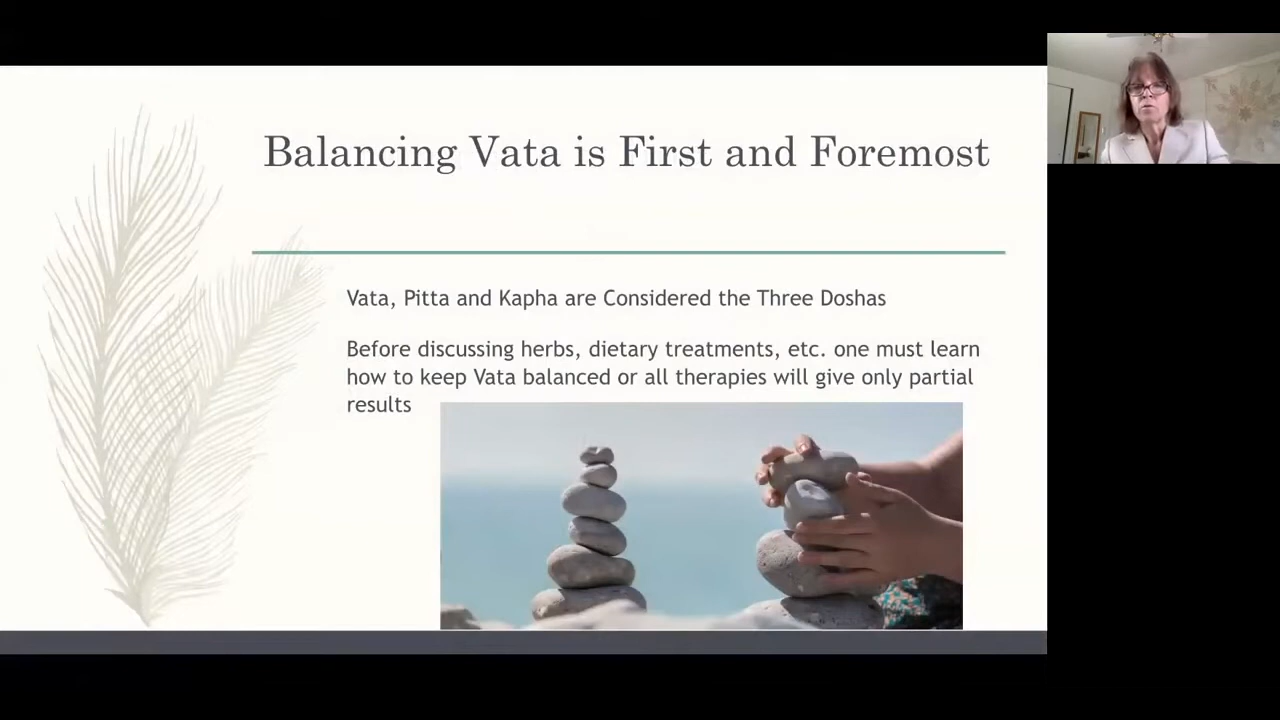 Balancing Vata is First and Foremost
Vata, Pitta and Kapha are Considered the Three Doshas
Before discussing herbs, dietary treatments, etc. one must learn
how to keep Vata balanced or all therapies will give only partial
results